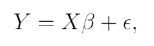 Y = Xβ + ϵ,